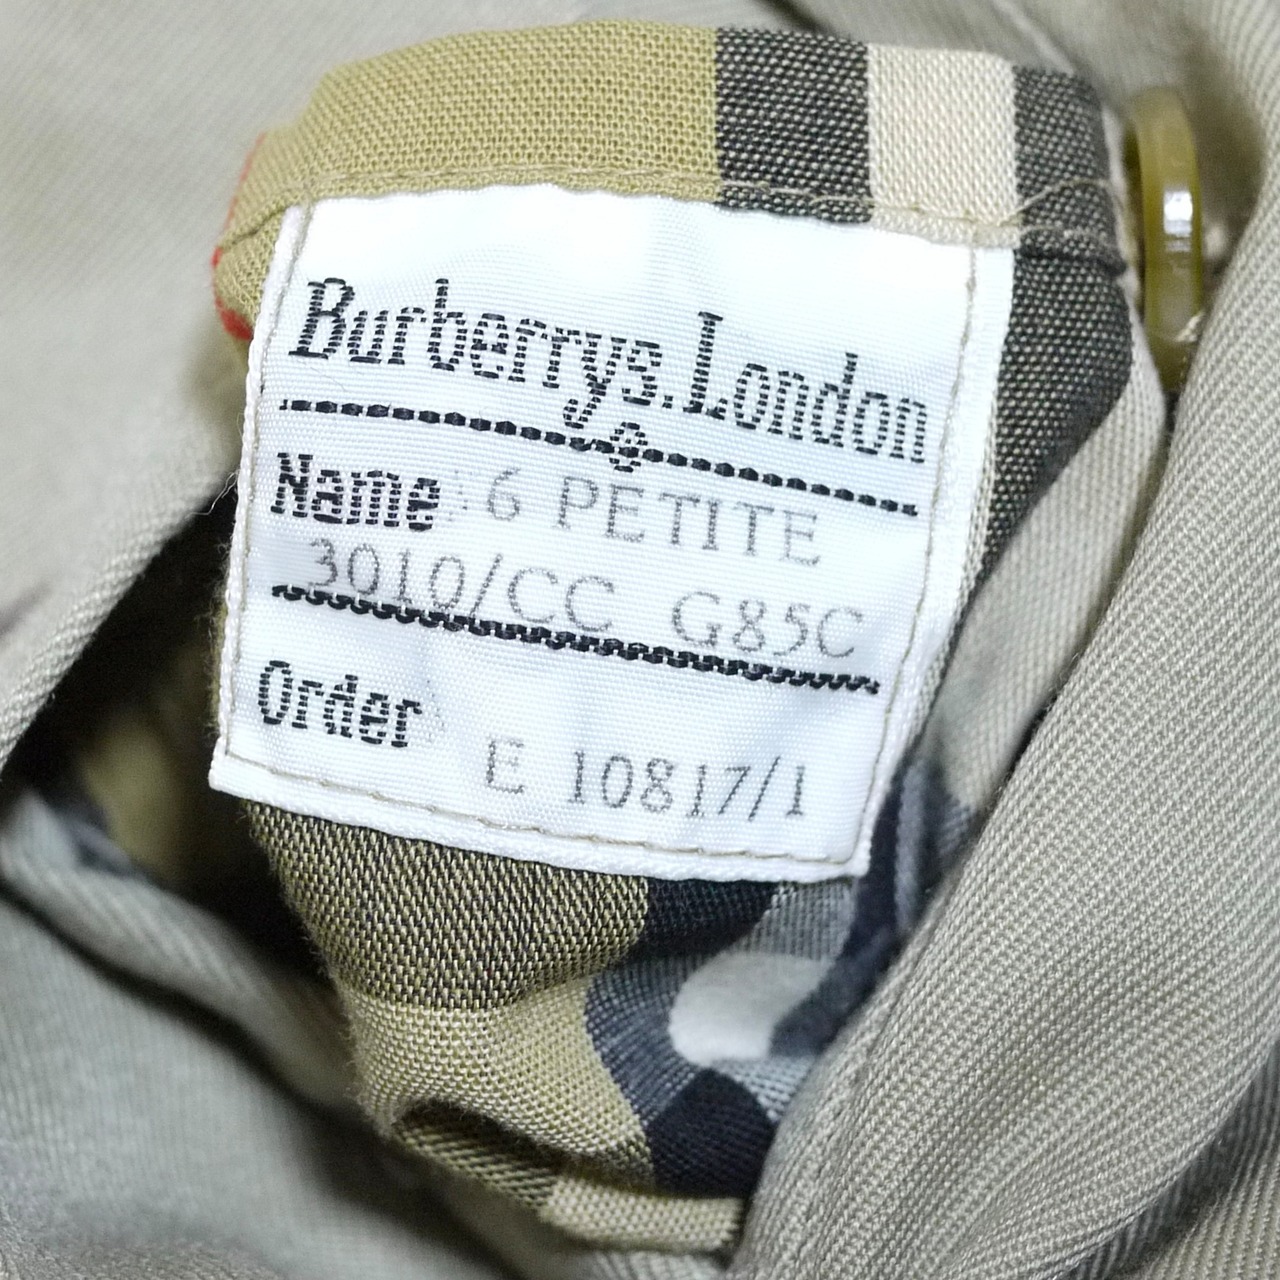 Burberrys.London
Name 6 PETITE
3010/CC G85C
Order
E 10817/1